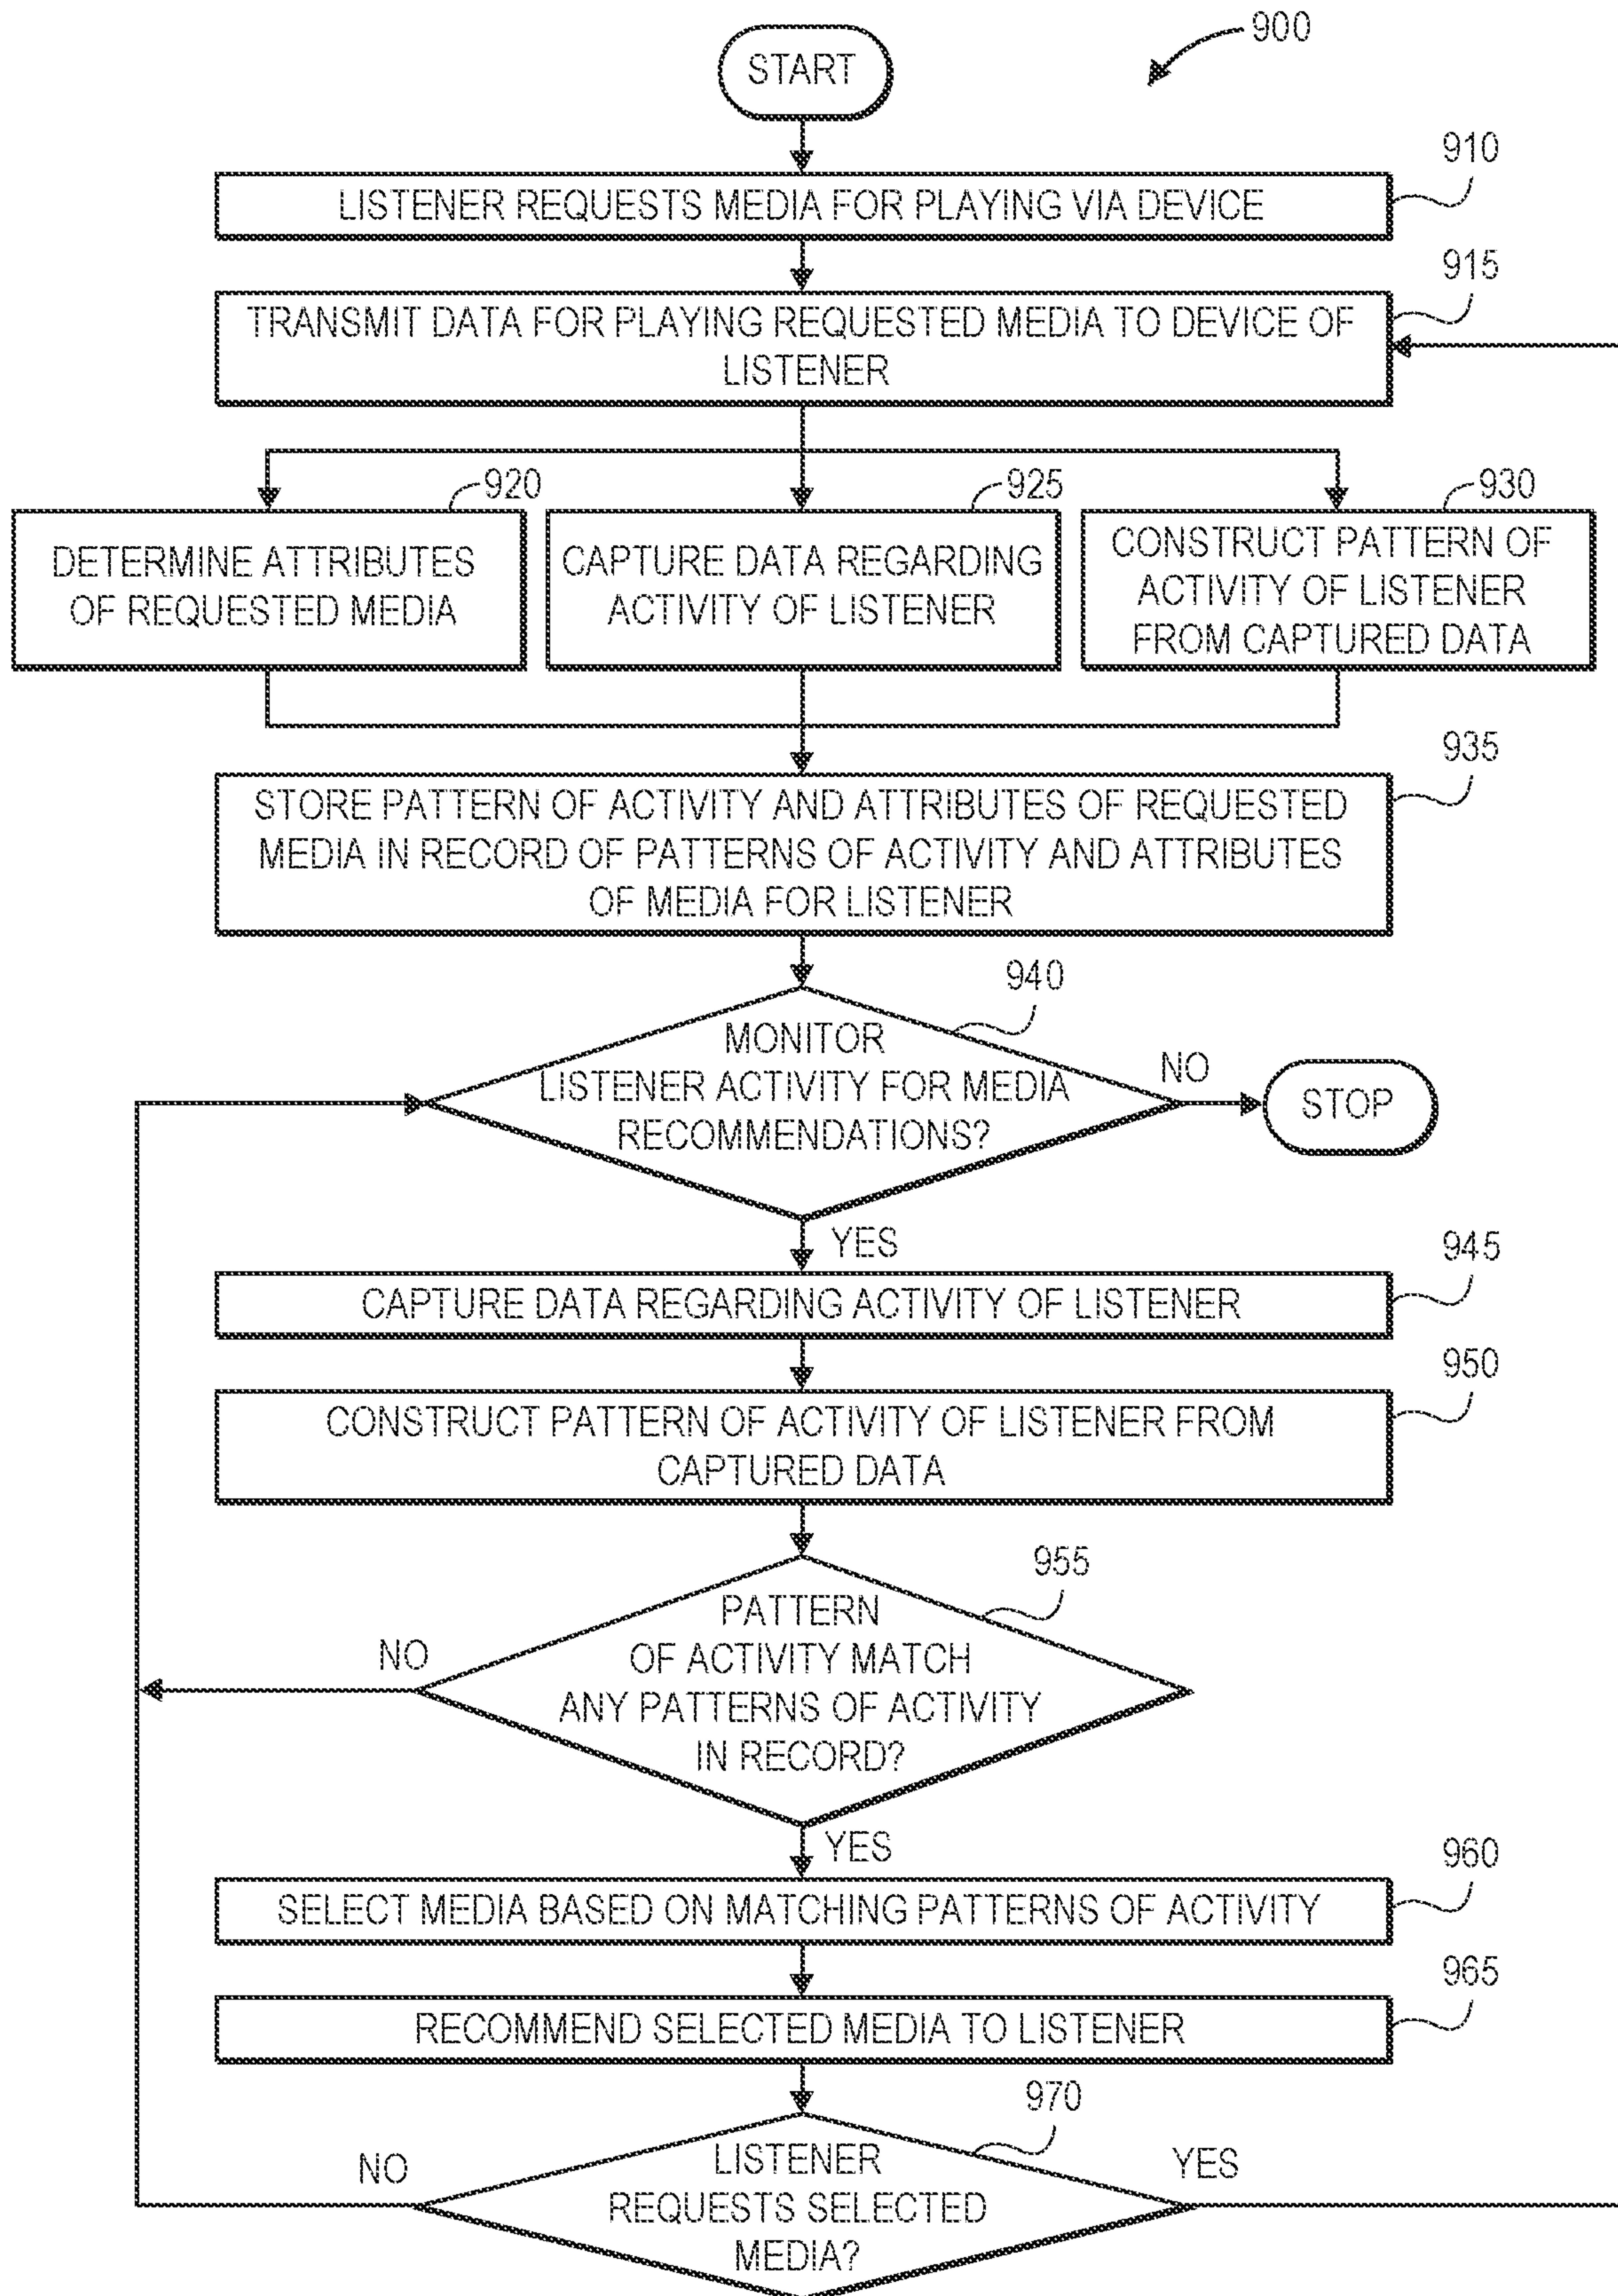 900
START
910
LISTENER REQUESTS MEDIA FOR PLAYING VIA DEVICE
915
TRANSMIT DATA FOR PLAYING REQUESTED MEDIA TO DEVICE OF
LISTENER
920
DETERMINE ATTRIBUTES
OF REQUESTED MEDIA
925
CAPTURE DATA REGARDING
ACTIVITY OF LISTENER
930
CONSTRUCT PATTERN OF
ACTIVITY OF LISTENER
FROM CAPTURED DATA
935
STORE PATTERN OF ACTIVITY AND ATTRIBUTES OF REQUESTED
MEDIA IN RECORD OF PATTERNS OF ACTIVITY AND ATTRIBUTES
OF MEDIA FOR LISTENER
940
MONITOR
LISTENER ACTIVITY FOR MEDIA
RECOMMENDATIONS?
NO
STOP
YES
945
CAPTURE DATA REGARDING ACTIVITY OF LISTENER
950
CONSTRUCT PATTERN OF ACTIVITY OF LISTENER FROM
CAPTURED DATA
955
PATTERN
OF ACTIVITY MATCH
ANY PATTERNS OF ACTIVITY
IN RECORD?
NO
YES
960
SELECT MEDIA BASED ON MATCHING PATTERNS OF ACTIVITY
965
RECOMMEND SELECTED MEDIA TO LISTENER
970
LISTENER
REQUESTS SELECTED
MEDIA?
NO
YES